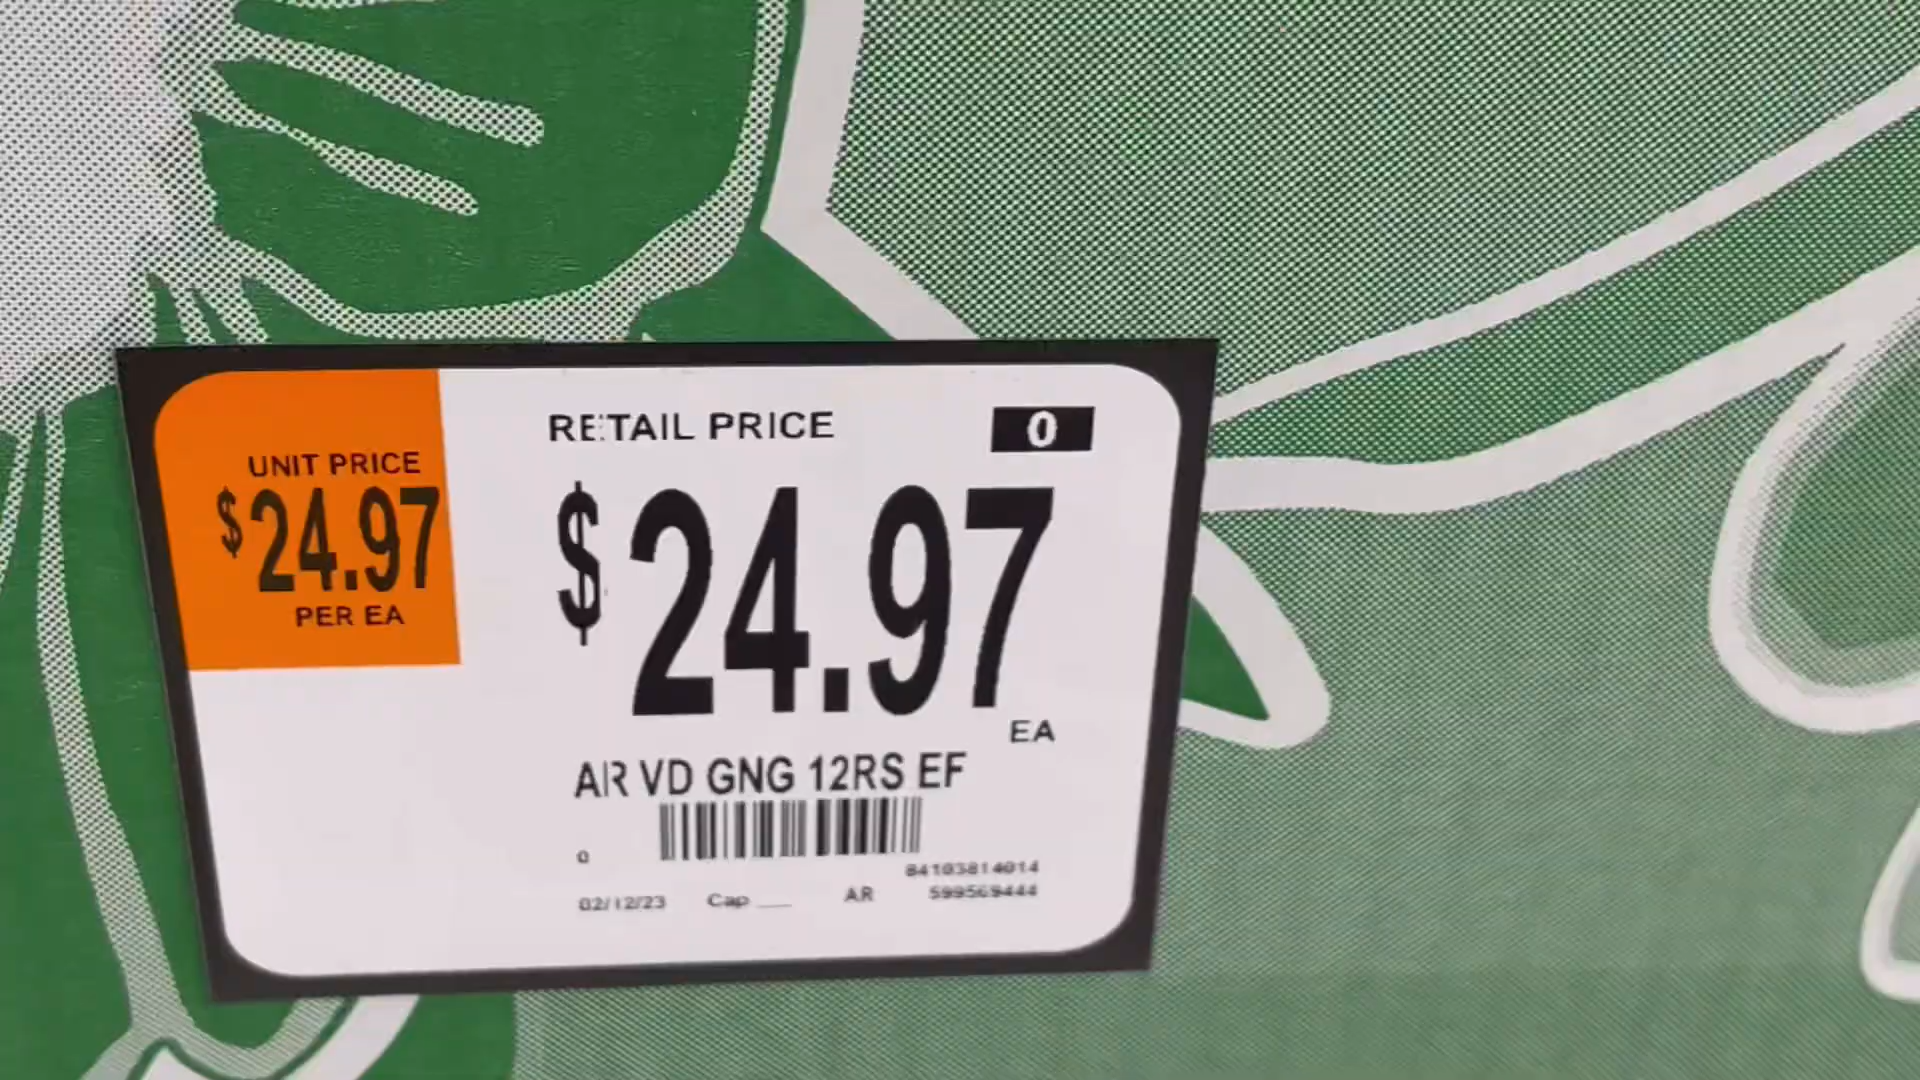 UNIT PRICE
$24.97
PER EA
RETAIL PRICE
0
$24.97
EA
AR VD GNG 12RS EF
0
84103814014
02/12/23 Cap ___ AR 599569444